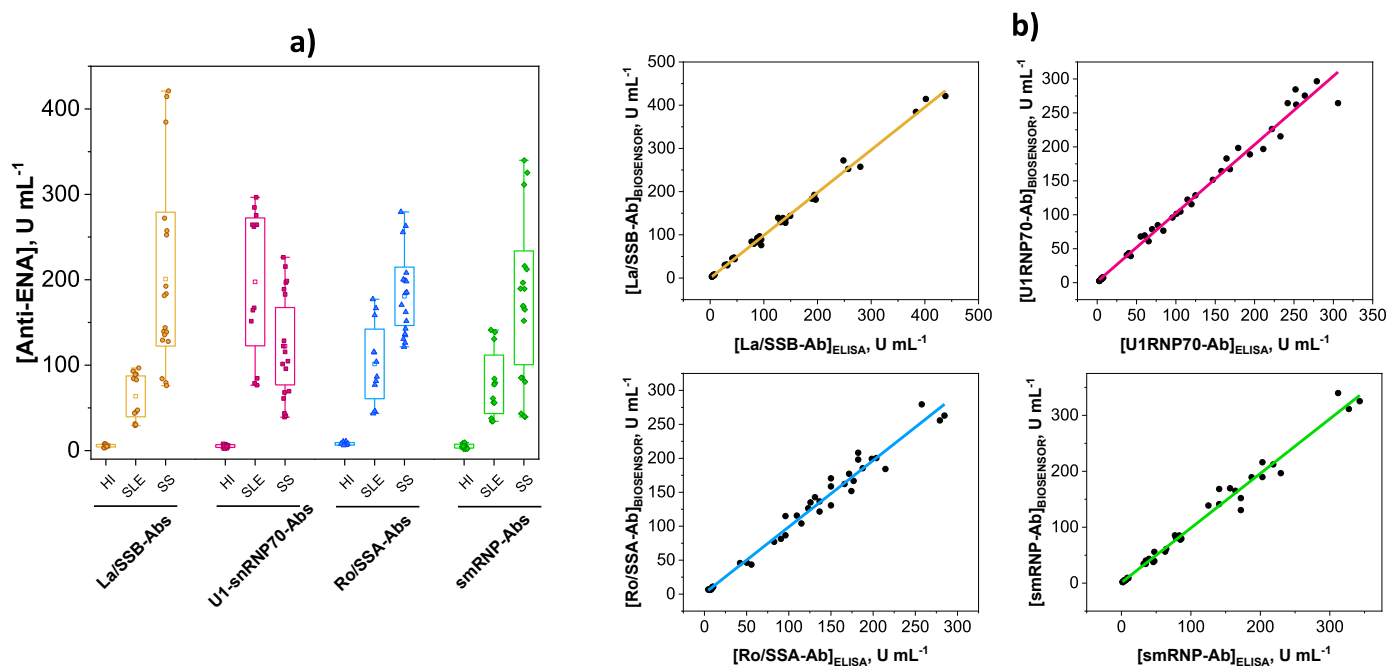 a)
[Anti-ENA], U mL⁻¹
400
300
200
100
0
HI SLE SS HI SLE SS HI SLE SS HI SLE SS
La/SSB-Abs
U1-snRNP70-Abs
Ro/SSA-Abs
smRNP-Abs
b)
[La/SSB-Ab]BIOSENSOR, U mL⁻¹
500
400
300
200
100
0
0 100 200 300 400 500
[La/SSB-Ab]ELISA, U mL⁻¹
[U1RNP70-Ab]BIOSENSOR, U mL⁻¹
300
250
200
150
100
50
0
0 50 100 150 200 250 300 350
[U1RNP70-Ab]ELISA, U mL⁻¹
[Ro/SSA-Ab]BIOSENSOR, U mL⁻¹
300
250
200
150
100
50
0
0 50 100 150 200 250 300
[Ro/SSA-Ab]ELISA, U mL⁻¹
[smRNP-Ab]BIOSENSOR, U mL⁻¹
300
200
100
0
0 100 200 300
[smRNP-Ab]ELISA, U mL⁻¹